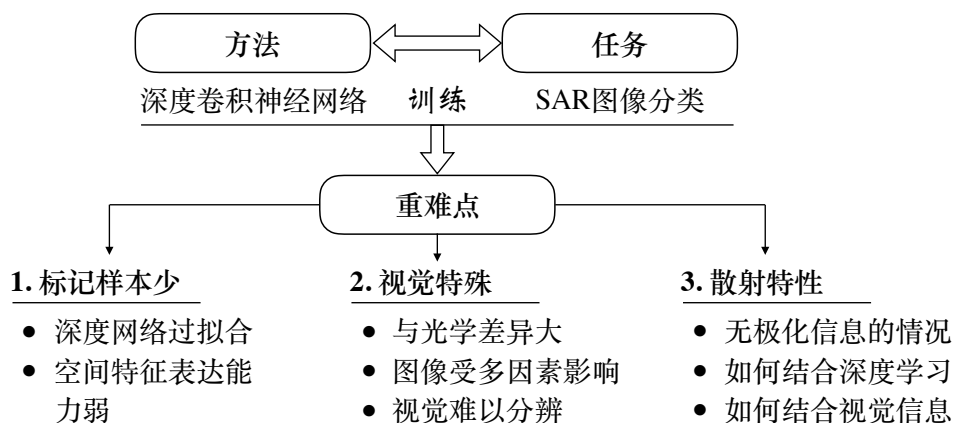 方法
任务
深度卷积神经网络 训练 SAR图像分类
重难点
1. 标记样本少
• 深度网络过拟合
• 空间特征表达能
力弱
2. 视觉特殊
• 与光学差异大
• 图像受多因素影响
• 视觉难以分辨
3. 散射特性
• 无极化信息的情况
• 如何结合深度学习
• 如何结合视觉信息